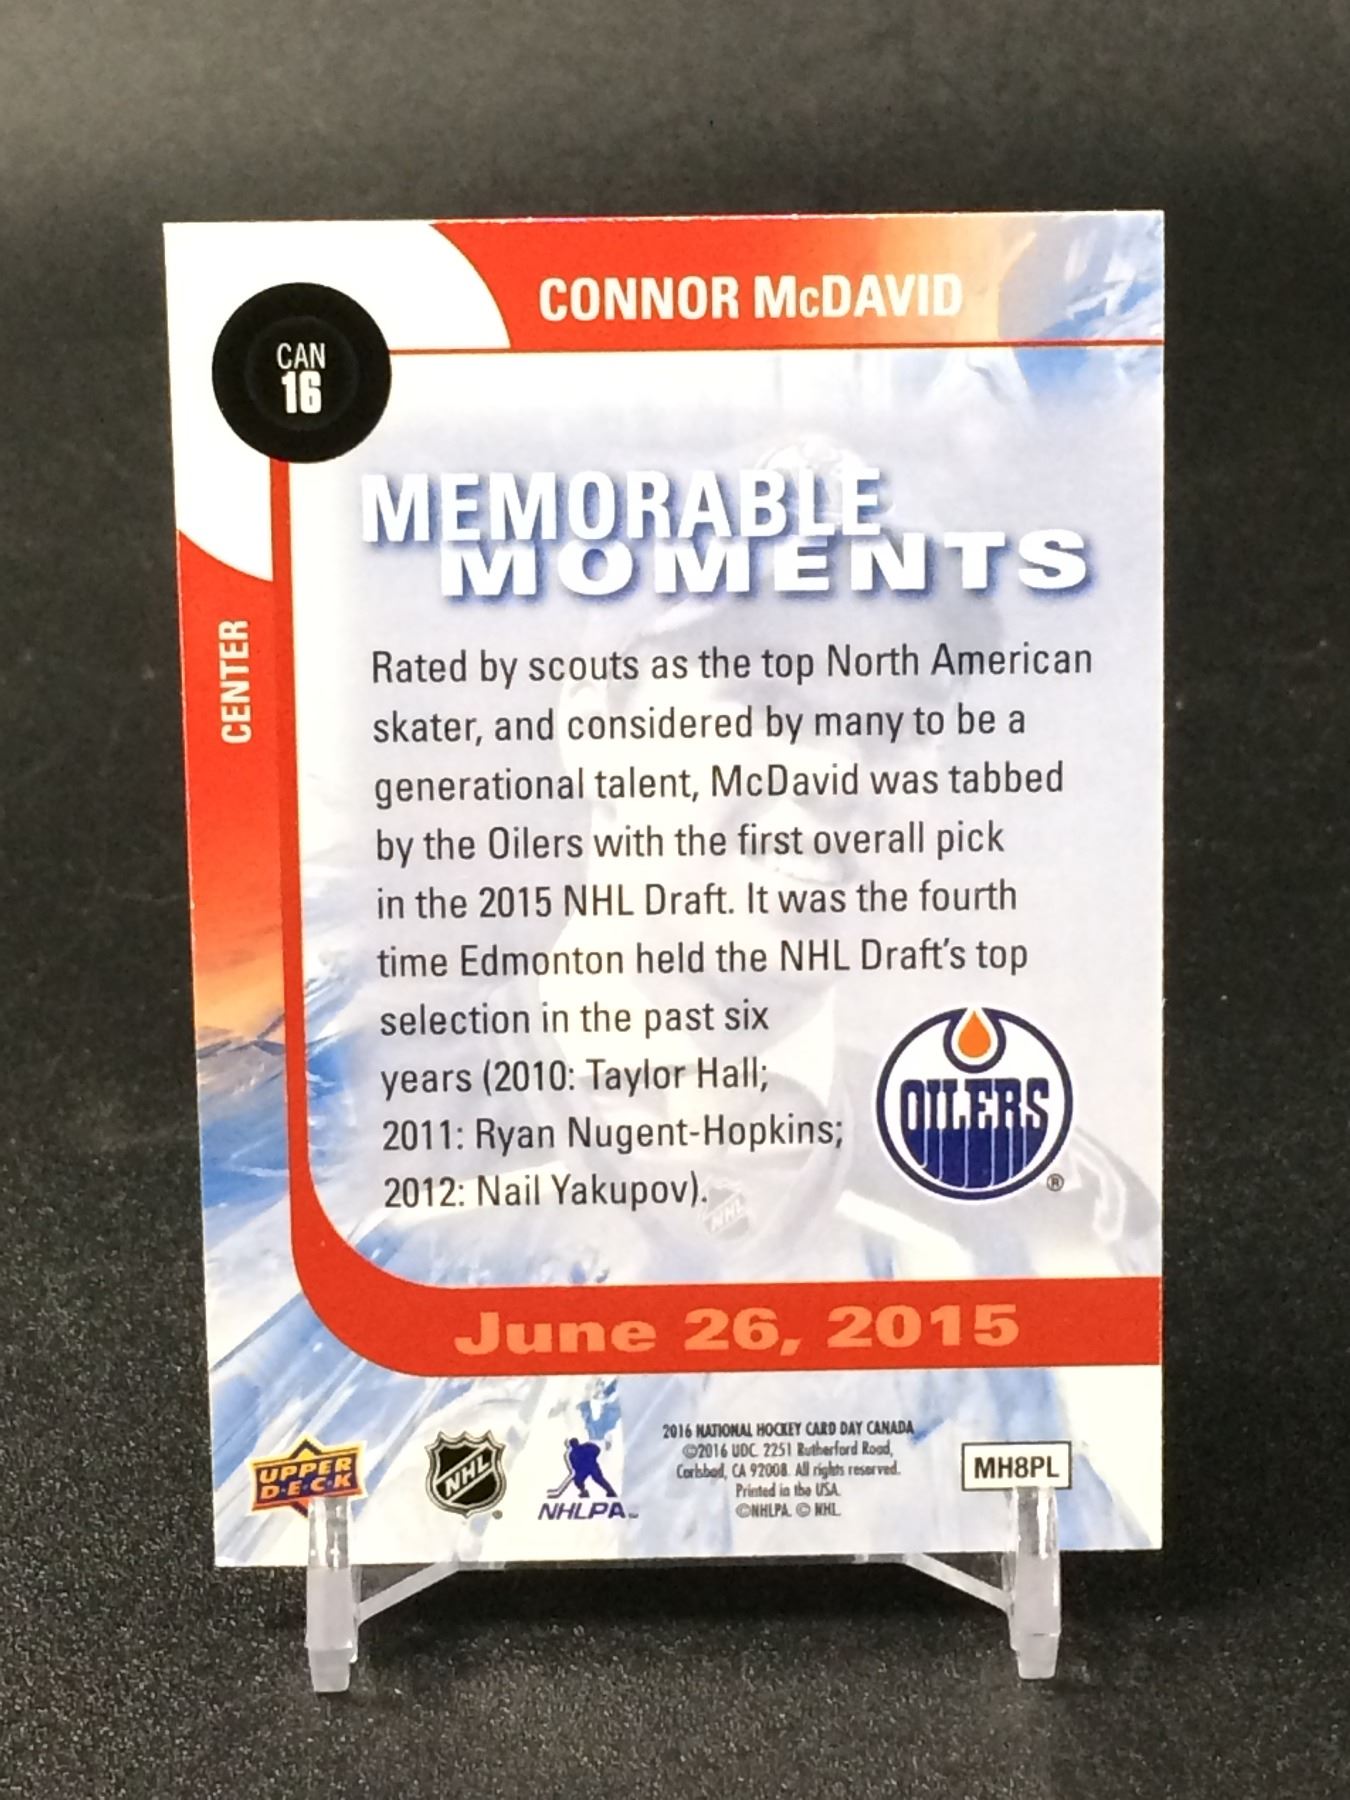 CONNOR McDAVID
CAN
16
CENTER
MEMORABLE
MOMENTS
Rated by scouts as the top North American
skater, and considered by many to be a
generational talent, McDavid was tabbed
by the Oilers with the first overall pick
in the 2015 NHL Draft. It was the fourth
time Edmonton held the NHL Draft's top
selection in the past six
years (2010: Taylor Hall;
2011: Ryan Nugent-Hopkins;
2012: Nail Yakupov).
OILERS
®
NHL
June 26, 2015
UPPER
D·E·C·K
NHL
NHLPA™
2016 NATIONAL HOCKEY CARD DAY CANADA
©2016 UDC 2251 Rutherford Road,
Carlsbad, CA 92008. All rights reserved.
Printed in the USA.
©NHLPA. © NHL.
MH8PL